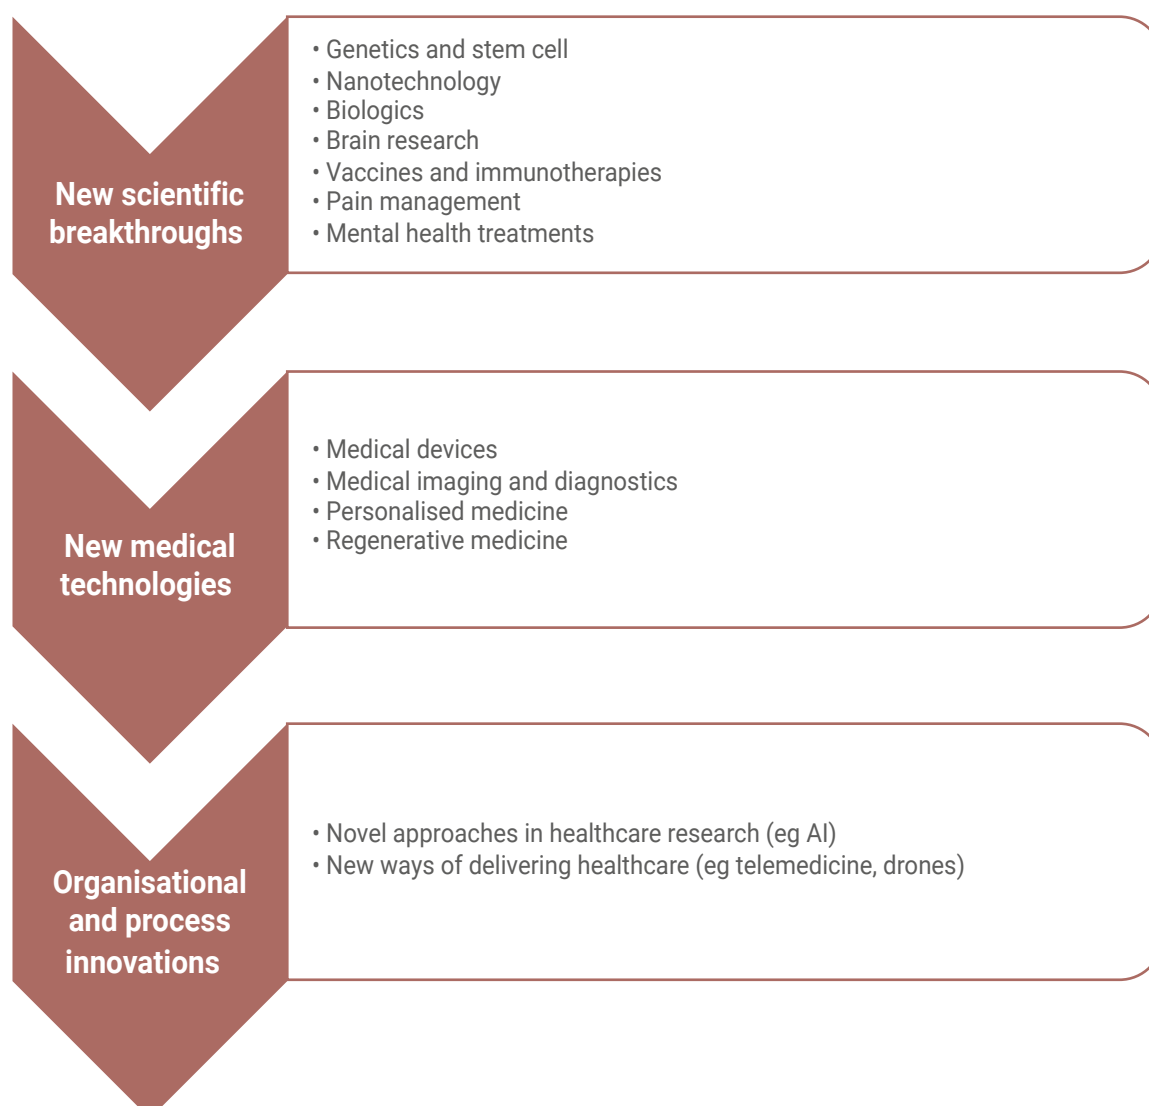 New scientific
breakthroughs
• Genetics and stem cell
• Nanotechnology
• Biologics
• Brain research
• Vaccines and immunotherapies
• Pain management
• Mental health treatments
New medical
technologies
• Medical devices
• Medical imaging and diagnostics
• Personalised medicine
• Regenerative medicine
Organisational
and process
innovations
• Novel approaches in healthcare research (eg AI)
• New ways of delivering healthcare (eg telemedicine, drones)